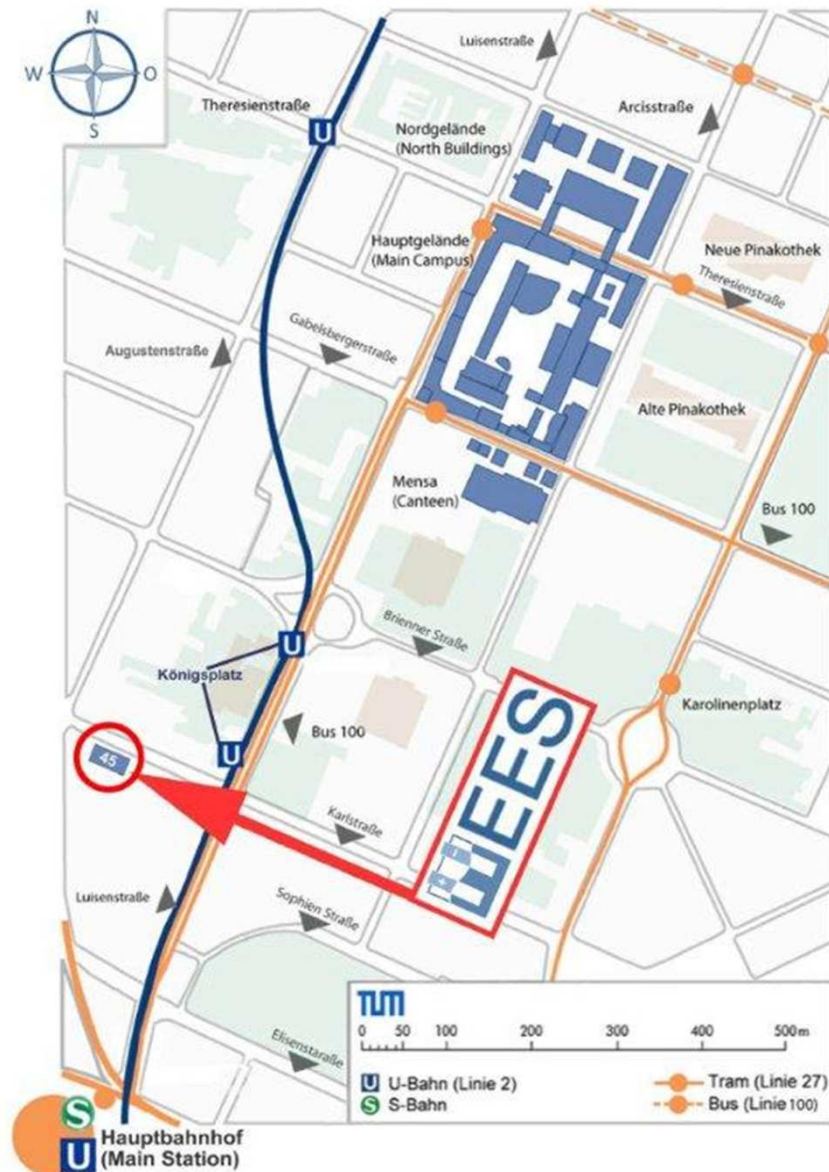 N
W
O
S
Luisenstraße
Theresienstraße
U
Arcisstraße
Nordgelände
(North Buildings)
Hauptgelände
(Main Campus)
Neue Pinakothek
Theresienstraße
Gabelsbergerstraße
Augustenstraße
Alte Pinakothek
Mensa
(Canteen)
Bus 100
Brienner Straße
U
Königsplatz
Karolinenplatz
Bus 100
U
45
EES
Karlstraße
Luisenstraße
Sophien Straße
Elisenstaraße
TUM
0 50 100 200 300 400 500m
U U-Bahn (Linie 2)
S S-Bahn
Tram (Linie 27)
Bus (Linie 100)
S
U
Hauptbahnhof
(Main Station)